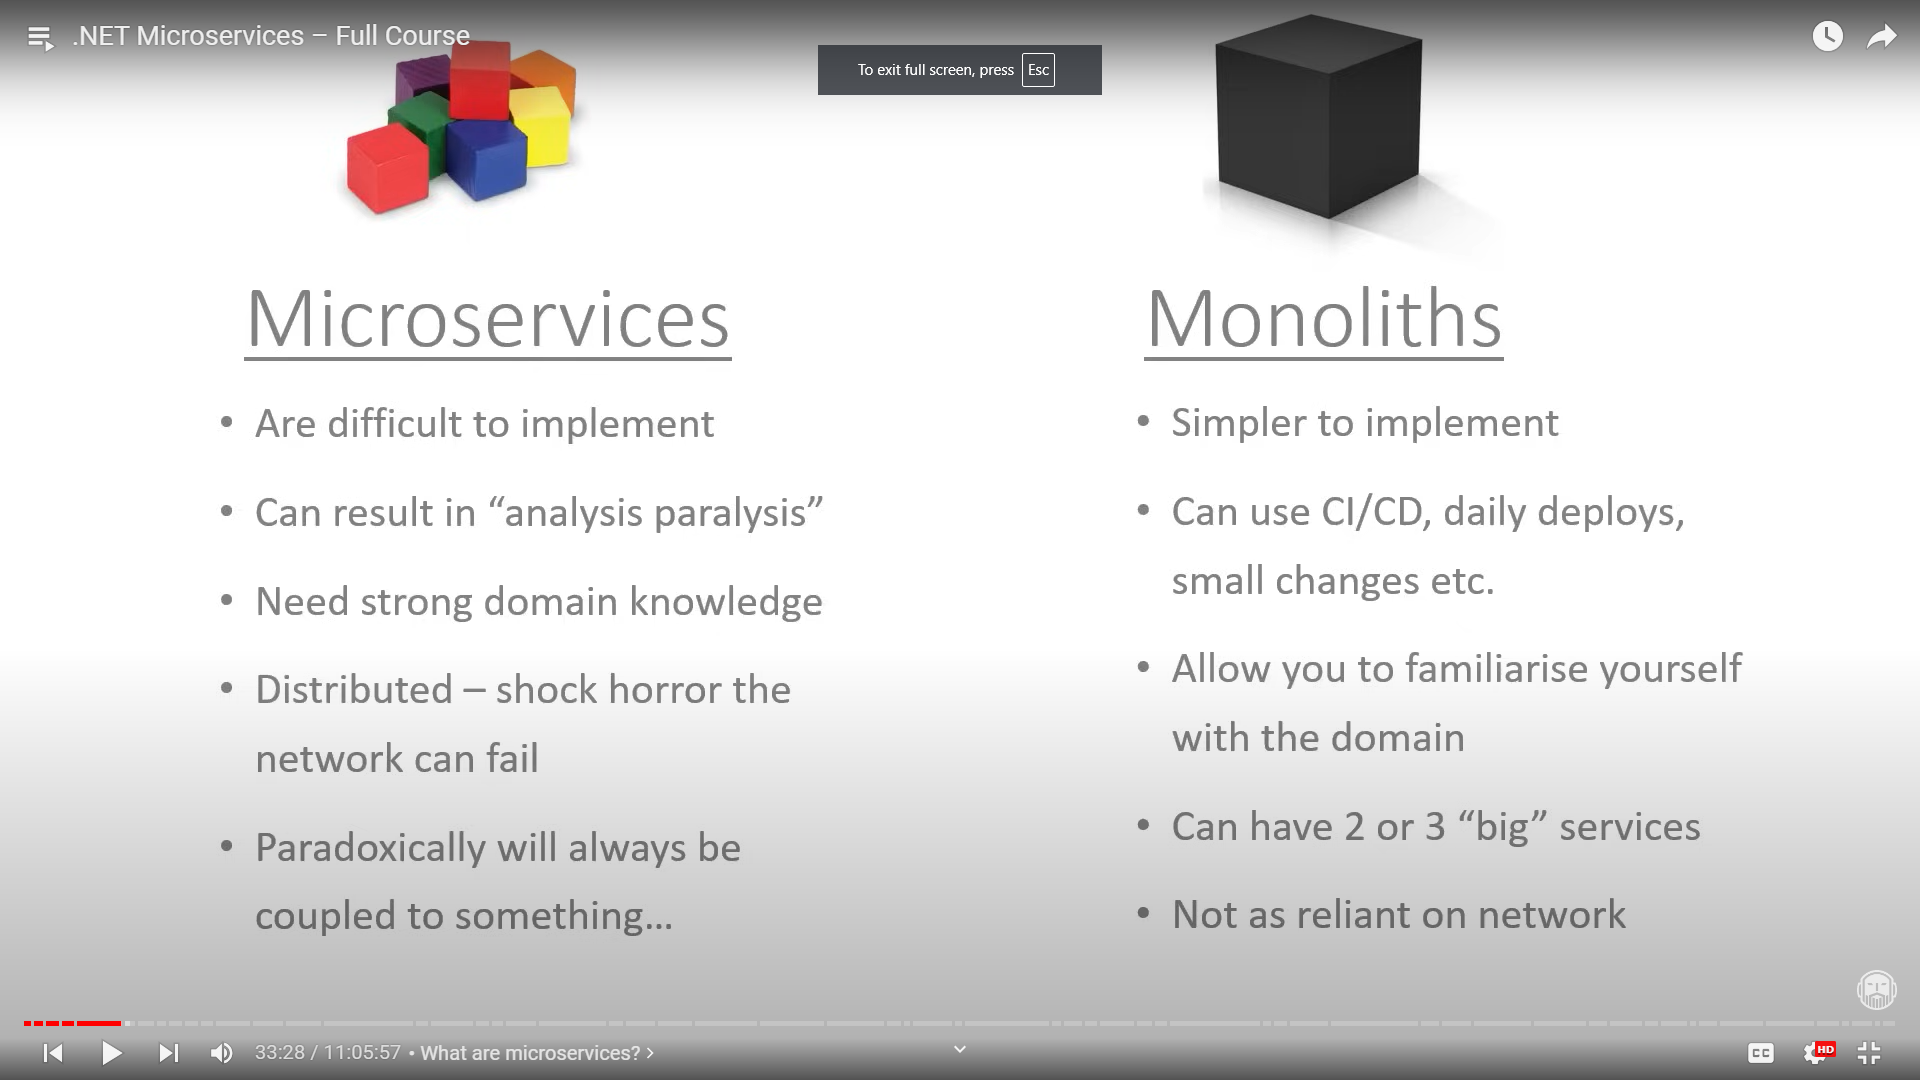 .NET Microservices – Full Course
To exit full screen, press Esc
Microservices
• Are difficult to implement
• Can result in “analysis paralysis”
• Need strong domain knowledge
• Distributed – shock horror the
network can fail
• Paradoxically will always be
coupled to something...
Monoliths
• Simpler to implement
• Can use CI/CD, daily deploys,
small changes etc.
• Allow you to familiarise yourself
with the domain
• Can have 2 or 3 “big” services
• Not as reliant on network
33:28 / 11:05:57 • What are microservices? >
CC
HD